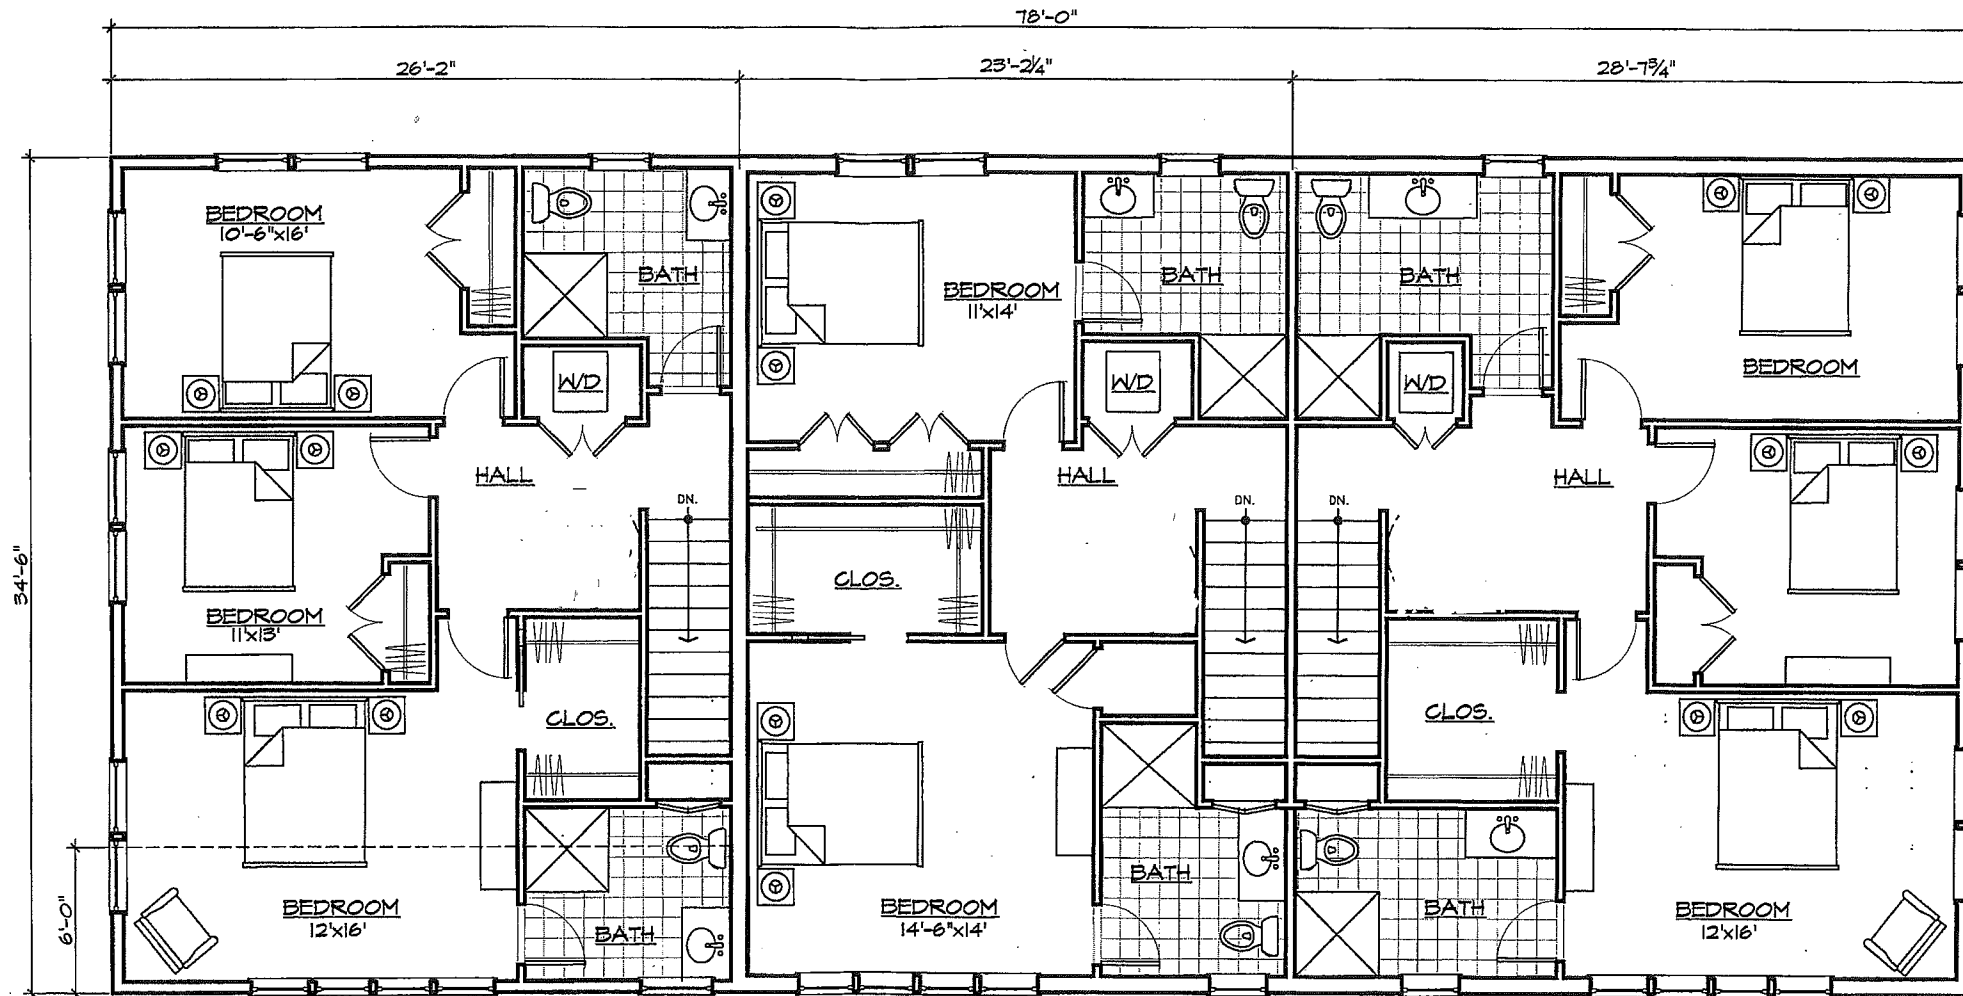 78'-0"
26'-2"
23'-2¼"
28'-7¾"
34'-6"
6'-0"
BEDROOM
10'-6"x16'
BATH
W/D
BEDROOM
11'x14'
BATH
W/D
BATH
W/D
BEDROOM
HALL
DN.
HALL
DN.
DN.
HALL
BEDROOM
11'x13'
CLOS.
CLOS.
CLOS.
BEDROOM
12'x16'
BATH
BEDROOM
14'-6"x14'
BATH
BATH
BEDROOM
12'x16'